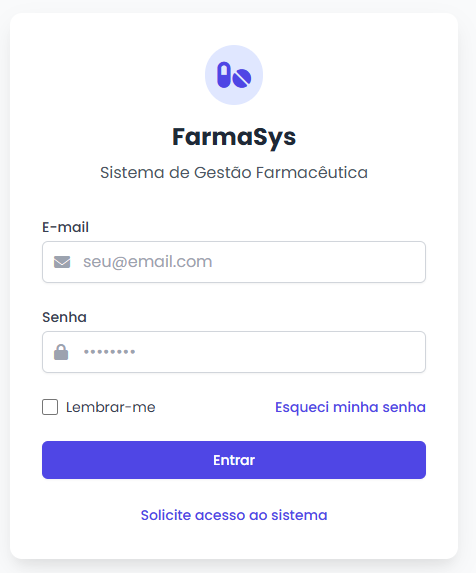 FarmaSys
Sistema de Gestão Farmacêutica
E-mail
seu@email.com
Senha
••••••••
Lembrar-me Esqueci minha senha
Entrar
Solicite acesso ao sistema